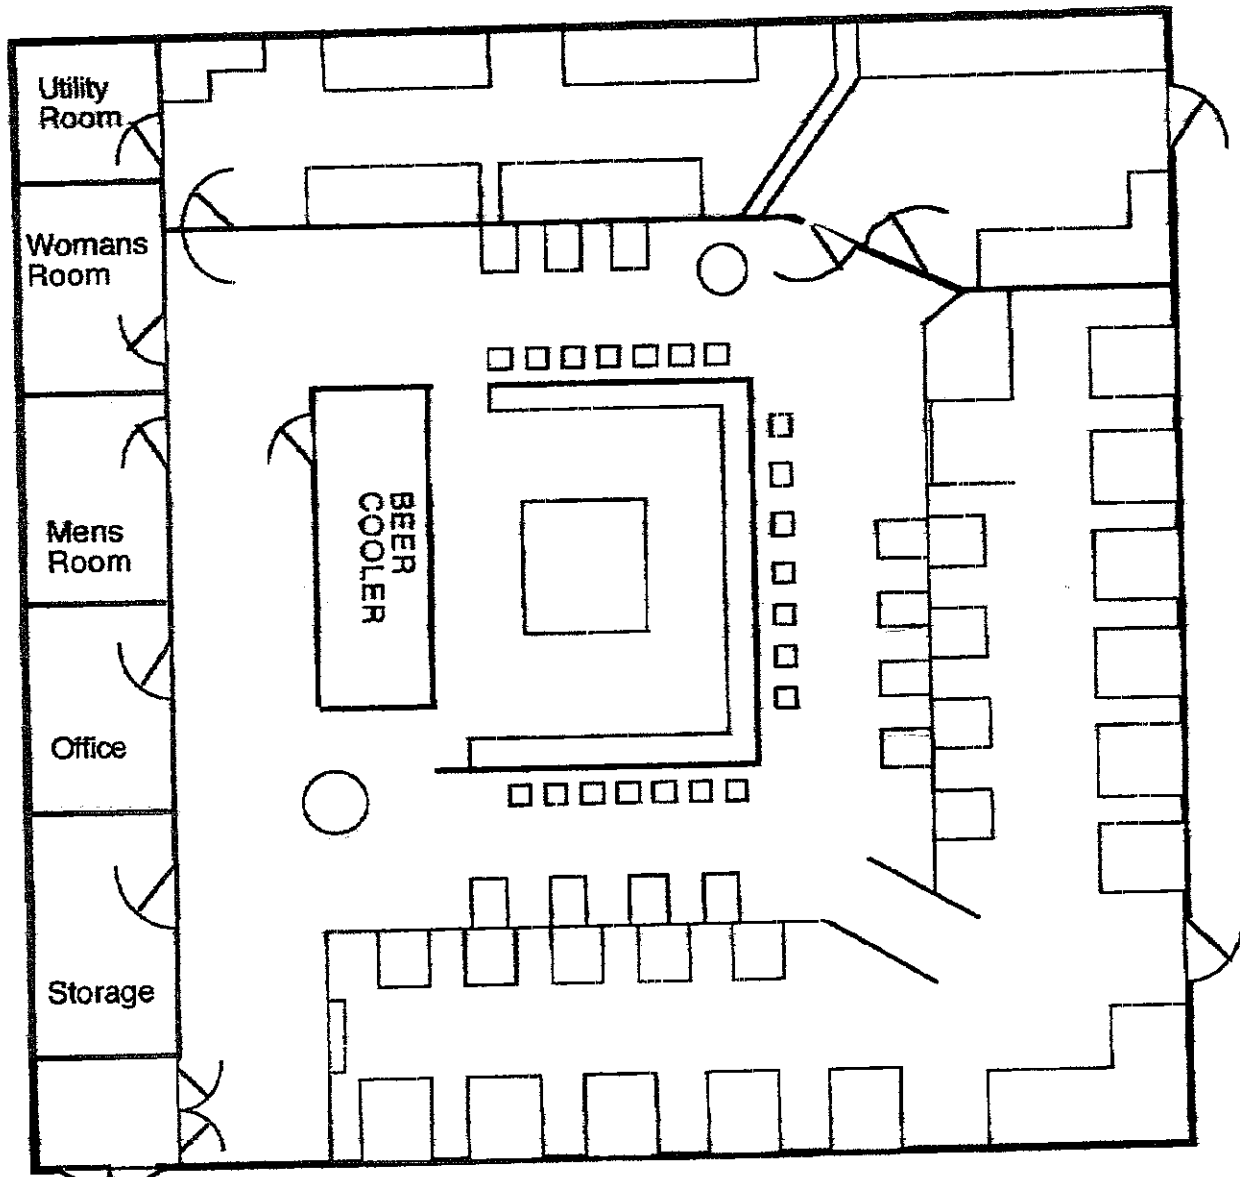 Utility
Room
Womans
Room
Mens
Room
Office
Storage
BEER
COOLER